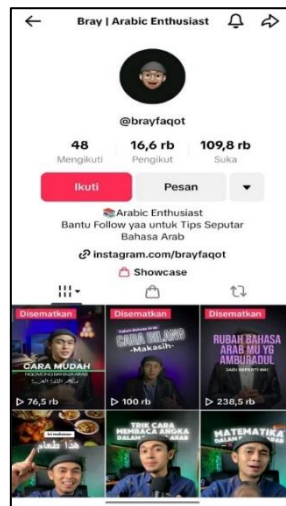 Bray | Arabic Enthusiast
@brayfaqot
48 16,6 rb 109,8 rb
Mengikuti Pengikut Suka
Ikuti Pesan
📚Arabic Enthusiast
Bantu Follow yaa untuk Tips Seputar
Bahasa Arab
instagram.com/brayfaqot
Showcase
Disematkan
CARA MUDAH
76,5 rb
Disematkan
CARA BILANG
-Makasih-
100 rb
Disematkan
RUBAH BAHASA
ARAB MU YG
AMBURADUL
238,5 rb
هذا طعام
TRIK CARA
MEMBACA ANGKA
MATEMATIKA